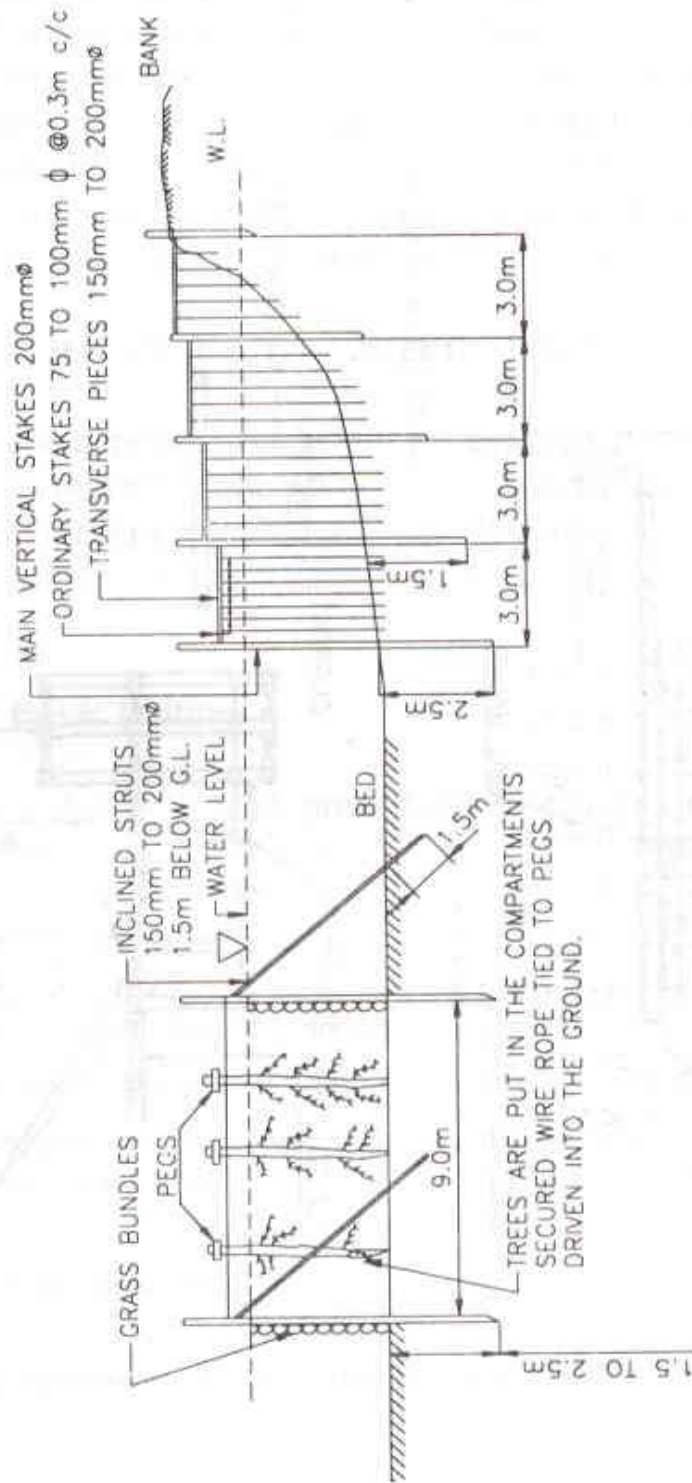 GRASS BUNDLES
PEGS
INCLINED STRUTS
150mm TO 200mmø
1.5m BELOW G.L.
WATER LEVEL
MAIN VERTICAL STAKES 200mmø
ORDINARY STAKES 75 TO 100mm ϕ @0.3m c/c
TRANSVERSE PIECES 150mm TO 200mmø
BANK
W.L.
BED
1.5m
9.0m
TREES ARE PUT IN THE COMPARTMENTS
SECURED WIRE ROPE TIED TO PEGS
DRIVEN INTO THE GROUND.
1.5 TO 2.5m
2.5m
1.5m
3.0m
3.0m
3.0m
3.0m